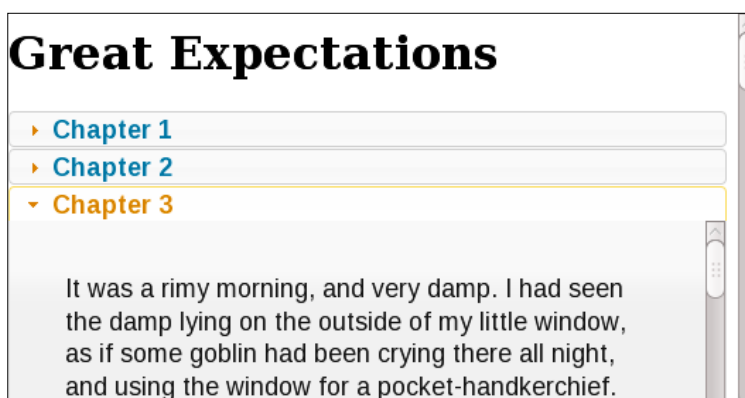 Great Expectations
Chapter 1
Chapter 2
Chapter 3
It was a rimy morning, and very damp. I had seen
the damp lying on the outside of my little window,
as if some goblin had been crying there all night,
and using the window for a pocket-handkerchief.